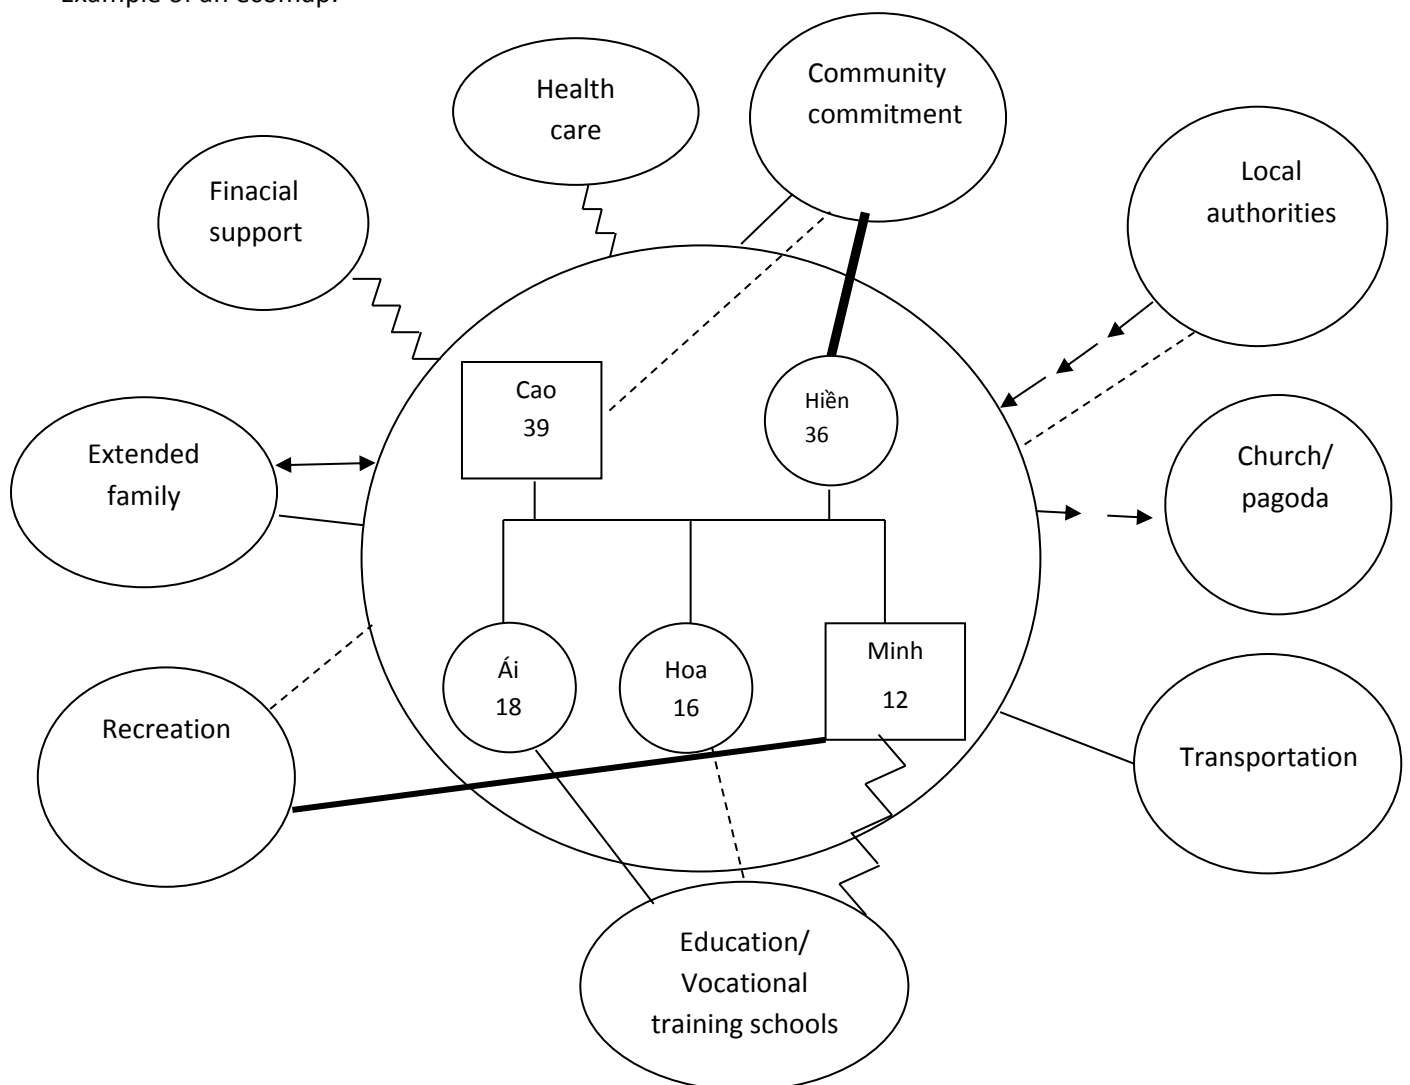 Example of an ecomap:
Health
care
Community
commitment
Finacial
support
Local
authorities
Cao
39
Hiền
36
Extended
family
Church/
pagoda
Ái
18
Hoa
16
Minh
12
Recreation
Transportation
Education/
Vocational
training schools